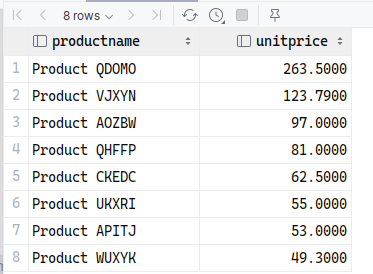 8 rows
productname unitprice
1 Product QDOMO 263.5000
2 Product VJXYN 123.7900
3 Product AOZBW 97.0000
4 Product QHFFP 81.0000
5 Product CKEDC 62.5000
6 Product UKXRI 55.0000
7 Product APITJ 53.0000
8 Product WUXYK 49.3000